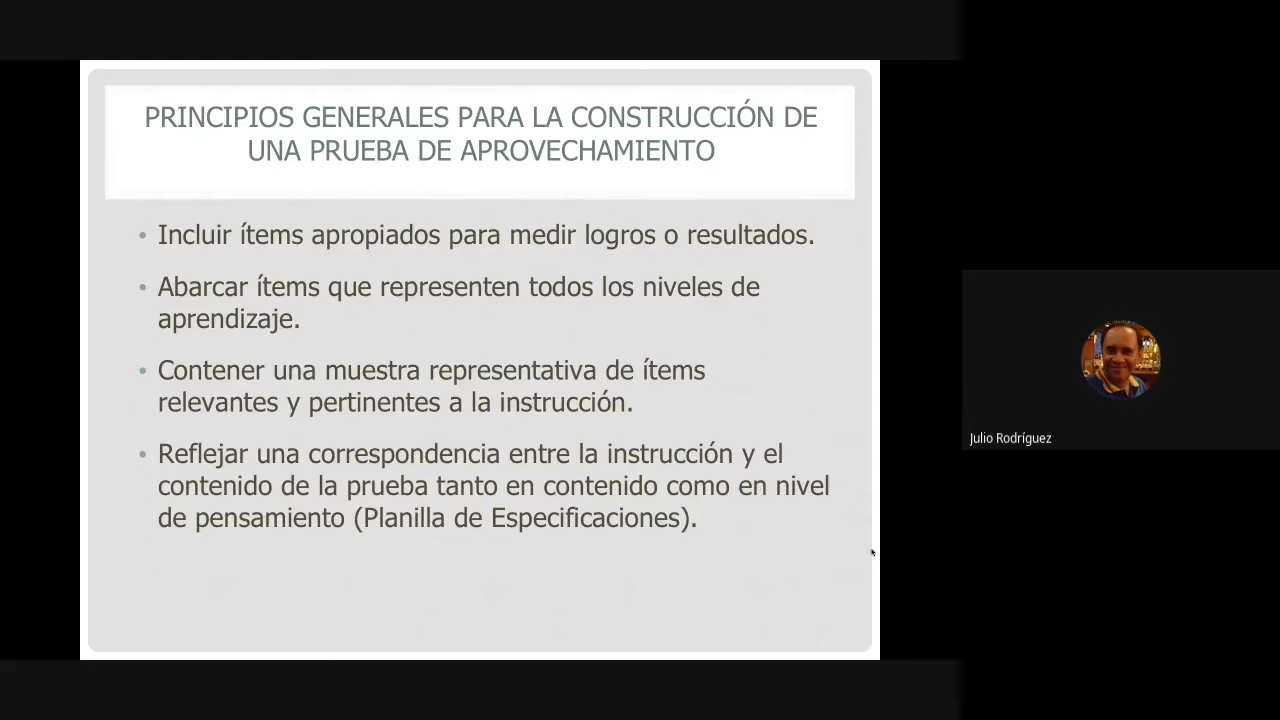 PRINCIPIOS GENERALES PARA LA CONSTRUCCIÓN DE
UNA PRUEBA DE APROVECHAMIENTO
• Incluir ítems apropiados para medir logros o resultados.
• Abarcar ítems que representen todos los niveles de
aprendizaje.
• Contener una muestra representativa de ítems
relevantes y pertinentes a la instrucción.
• Reflejar una correspondencia entre la instrucción y el
contenido de la prueba tanto en contenido como en nivel
de pensamiento (Planilla de Especificaciones).
Julio Rodríguez